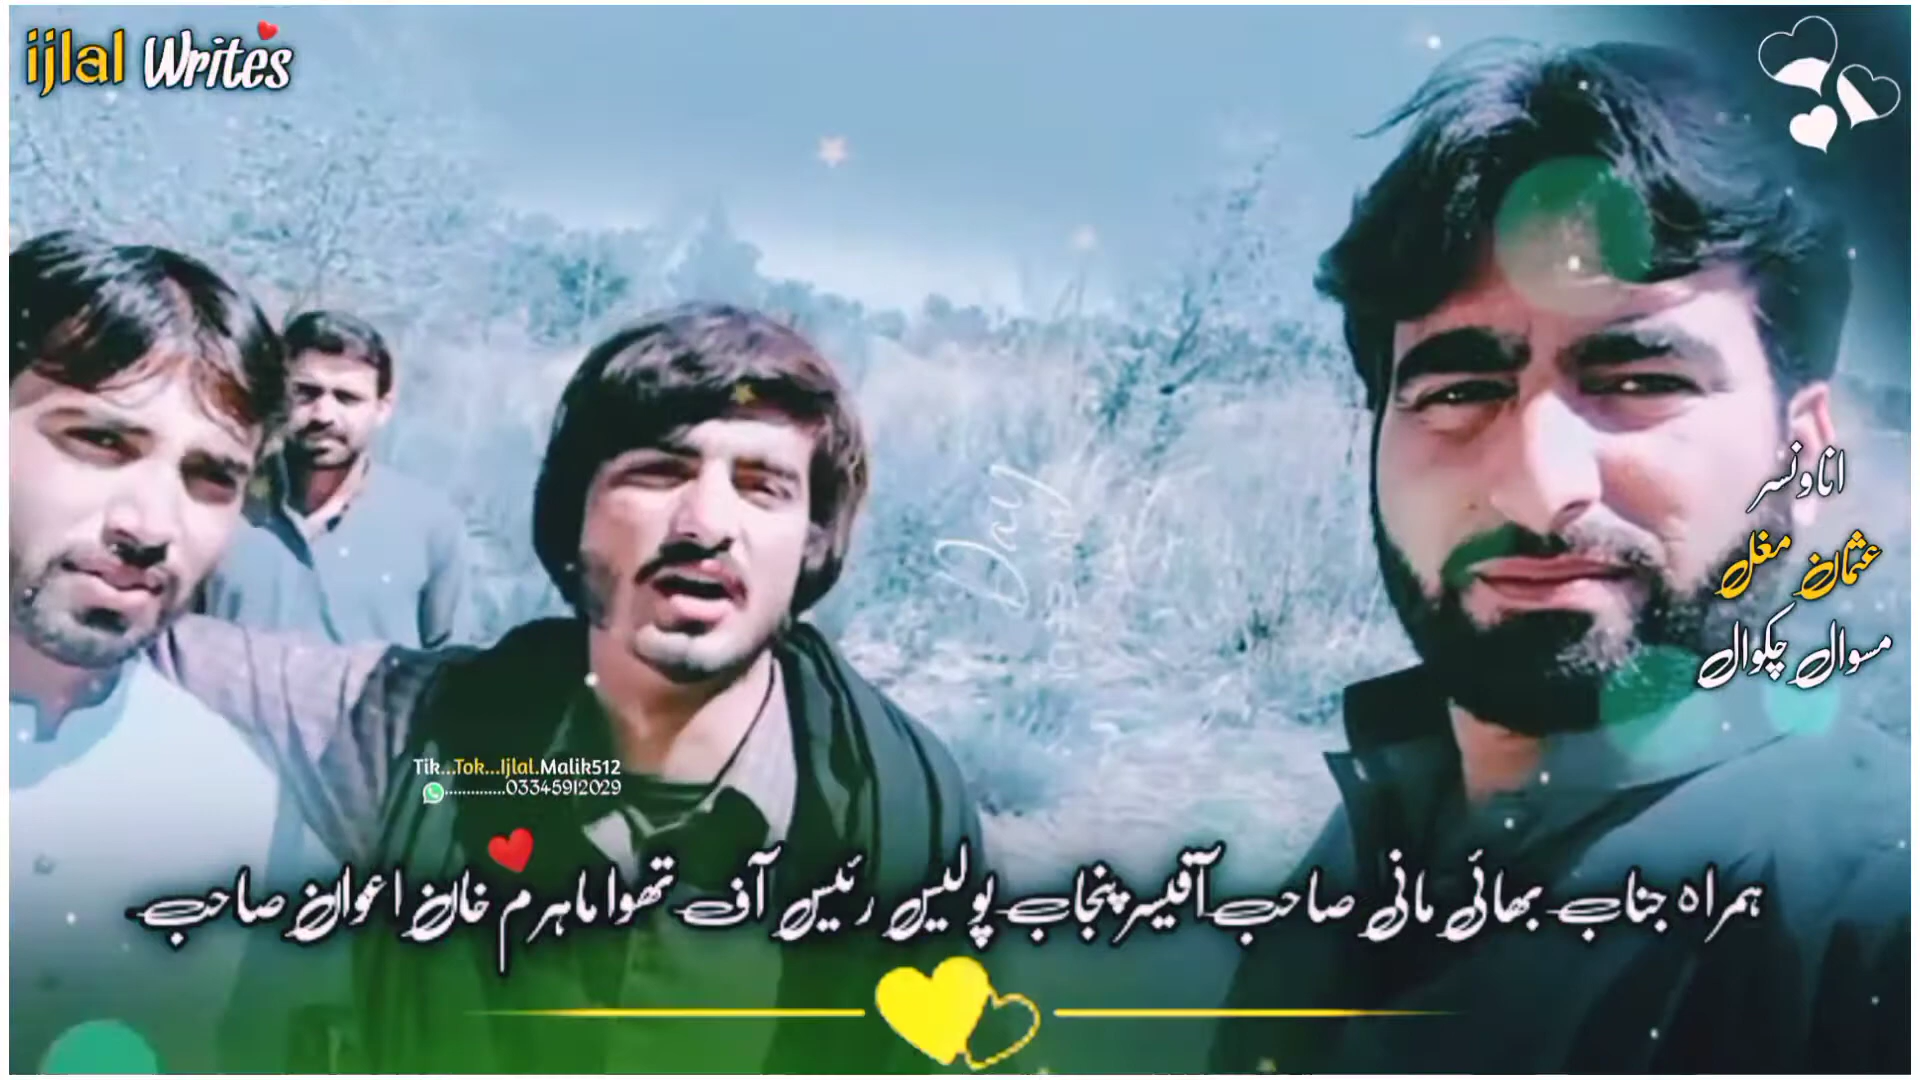 ijlal Writes
اناونسر
عثمان مغل
مسوال چکوال
Tik...Tok...Ijlal.Malik512
..............03345912029
ہمراہ جناب بھائی مانی صاحب آفیسر پنجاب پولیس رئیس آف تھوا ماہرم خان اعوان صاحب